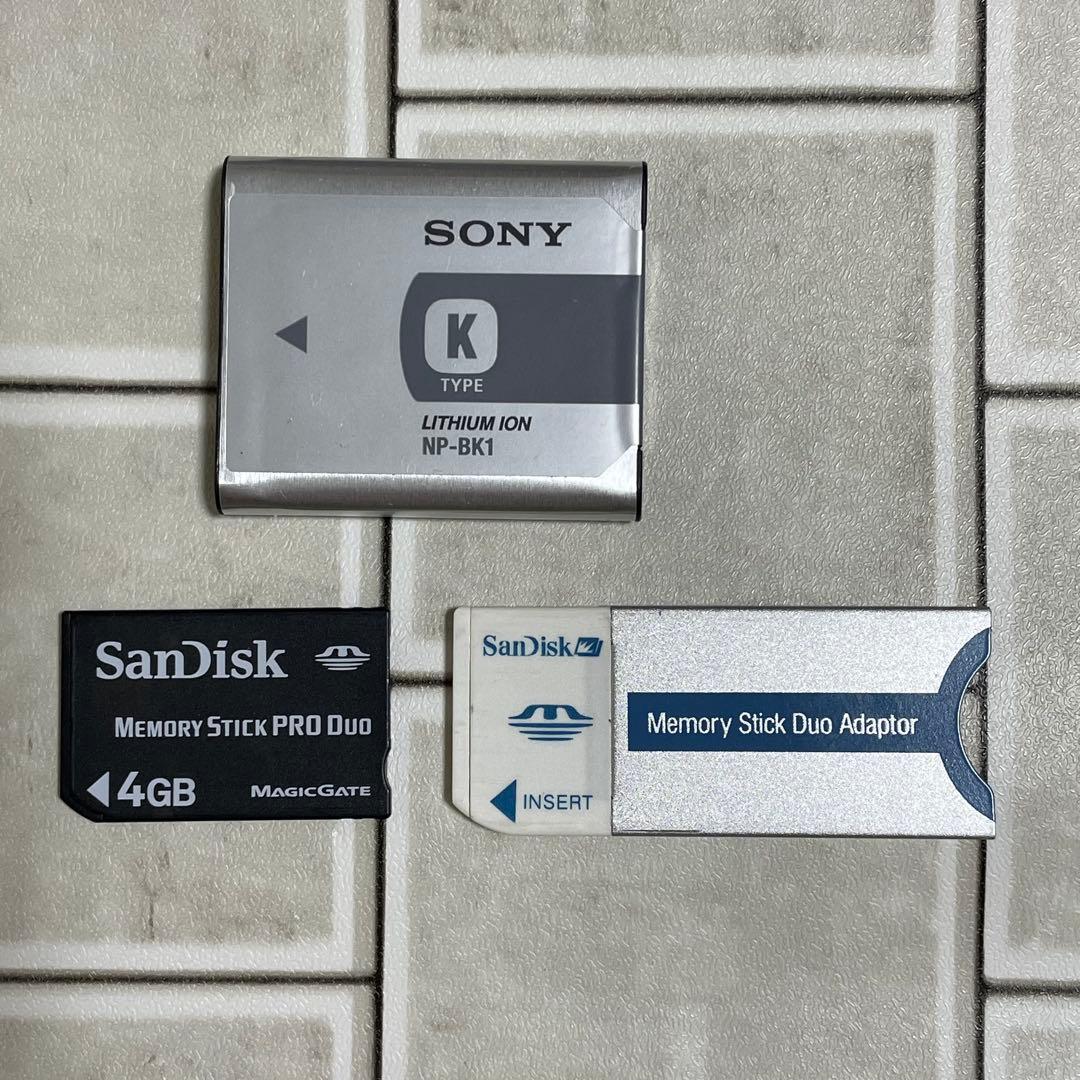 SONY
K
TYPE
LITHIUM ION
NP-BK1
SanDisk
MEMORY STICK PRO DUO
4GB
MAGICGATE
SanDisk
INSERT
Memory Stick Duo Adaptor